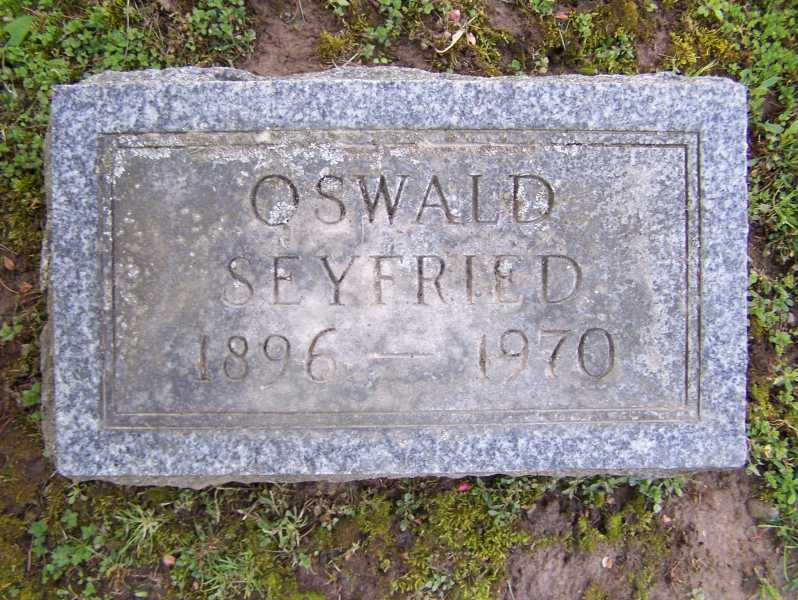 OSWALD
SEYFRIED
1896 — 1970